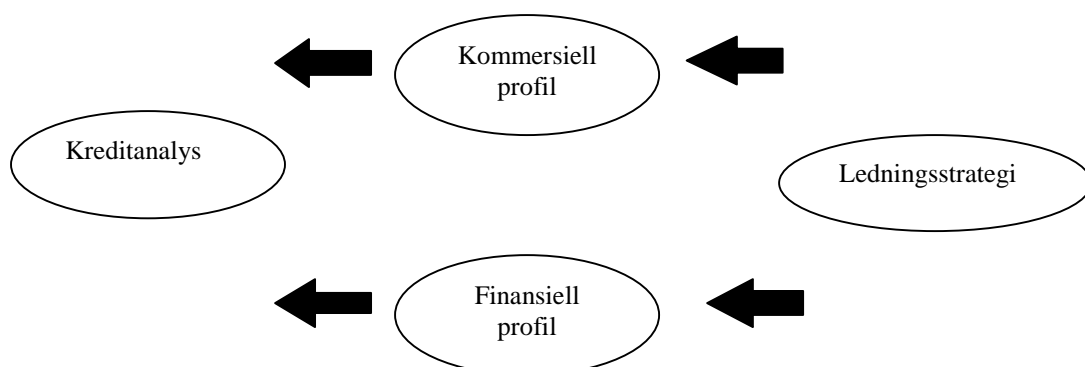 Kommersiell
profil
Kreditanalys
Ledningsstrategi
Finansiell
profil